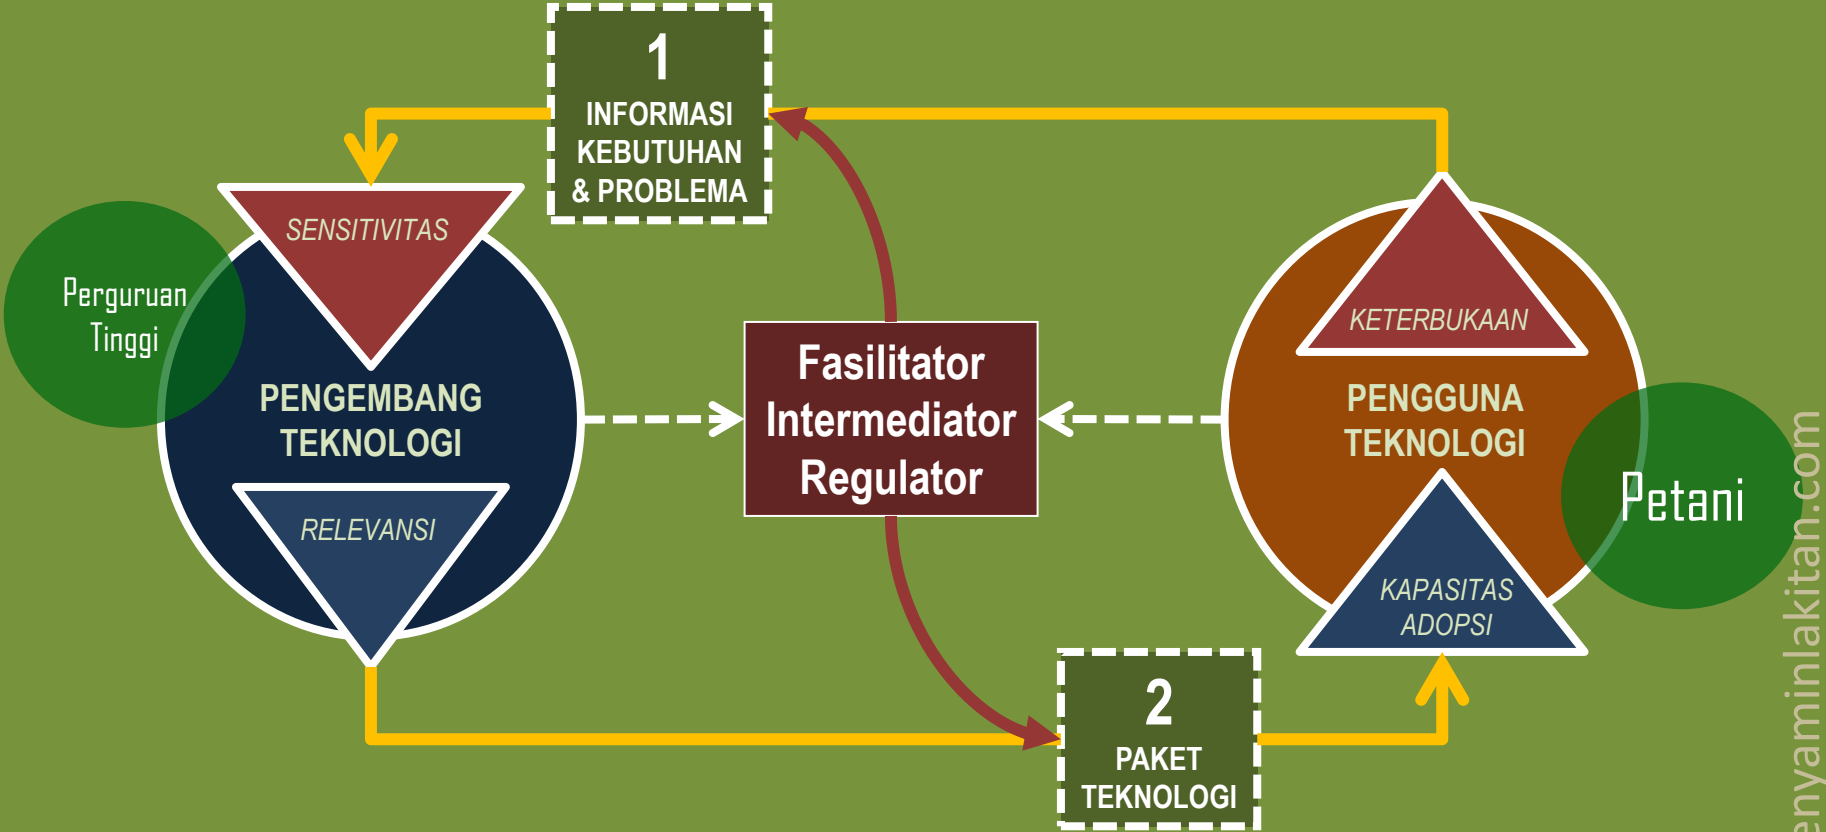 1
INFORMASI
KEBUTUHAN
& PROBLEMA
SENSITIVITAS
Perguruan
Tinggi
PENGEMBANG
TEKNOLOGI
RELEVANSI
Fasilitator
Intermediator
Regulator
KETERBUKAAN
PENGGUNA
TEKNOLOGI
Petani
KAPASITAS
ADOPSI
2
PAKET
TEKNOLOGI
enyaminlakitan.com